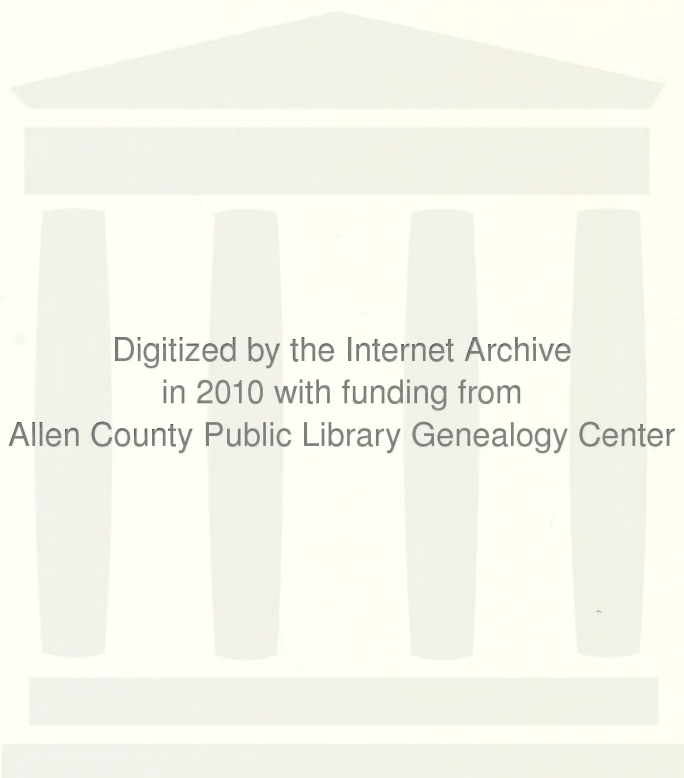 Digitized by the Internet Archive
in 2010 with funding from
Allen County Public Library Genealogy Center